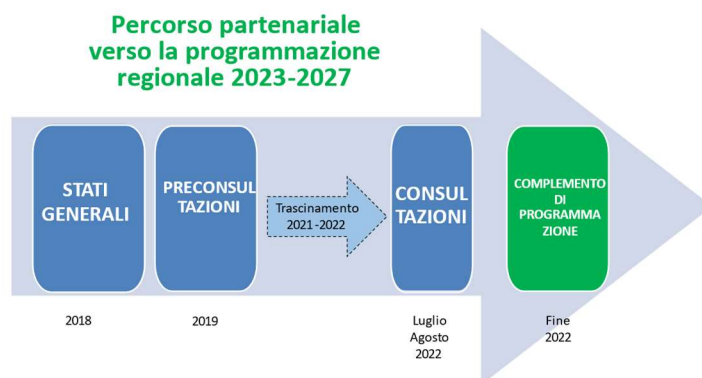 Percorso partenariale
verso la programmazione
regionale 2023-2027
STATI
GENERALI
PRECONSUL
TAZIONI
Trascinamento
2021-2022
CONSUL
TAZIONI
COMPLEMENTO
DI
PROGRAMMA
ZIONE
2018
2019
Luglio
Agosto
2022
Fine
2022